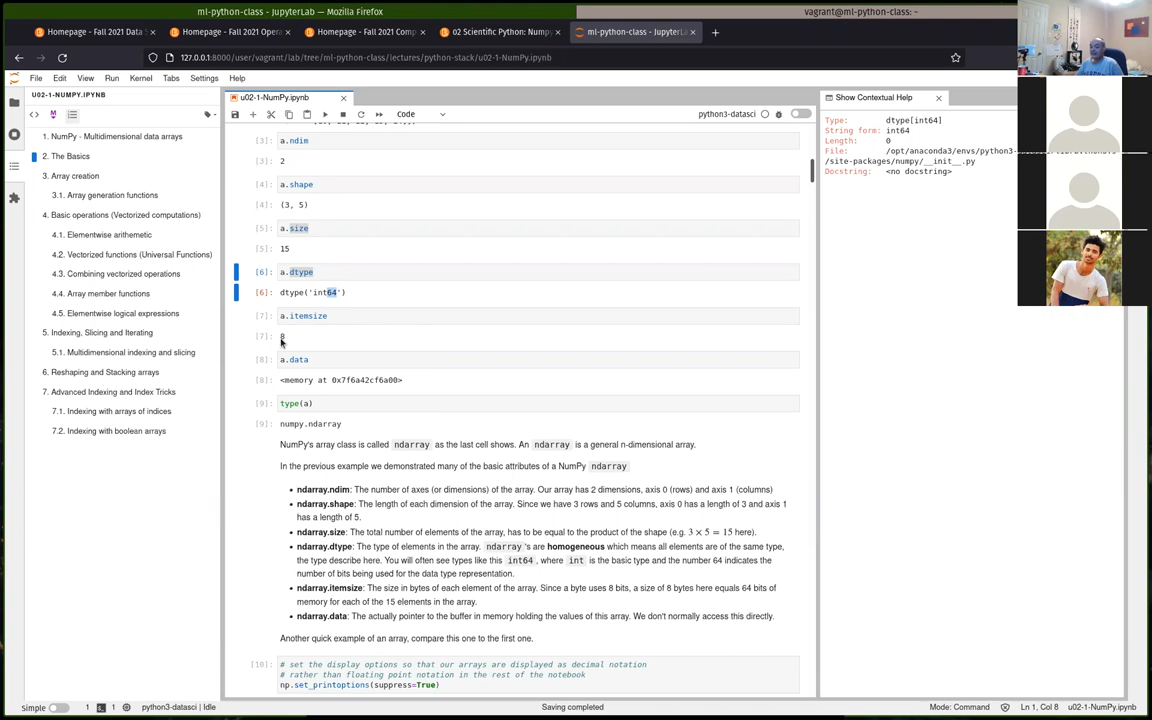 ml-python-class - JupyterLab - Mozilla Firefox
vagrant@ml-python-class: ~
Homepage - Fall 2021 Data
Homepage - Fall 2021 Opera
Homepage - Fall 2021 Comp
02 Scientific Python: Nump
ml-python-class - JupyterLa
127.0.0.1:8000/user/vagrant/lab/tree/ml-python-class/lectures/python-stack/u02-1-NumPy.ipynb
File Edit View Run Kernel Tabs Settings Help
U02-1-NUMPY.IPYNB
1. NumPy - Multidimensional data arrays
2. The Basics
3. Array creation
3.1. Array generation functions
4. Basic operations (Vectorized computations)
4.1. Elementwise arithemetic
4.2. Vectorized functions (Universal Functions)
4.3. Combining vectorized operations
4.4. Array member functions
4.5. Elementwise logical expressions
5. Indexing, Slicing and Iterating
5.1. Multidimensional indexing and slicing
6. Reshaping and Stacking arrays
7. Advanced Indexing and Index Tricks
7.1. Indexing with arrays of indices
7.2. Indexing with boolean arrays
u02-1-NumPy.ipynb
Code
python3-datasci
[3]: a.ndim
[3]: 2
[4]: a.shape
[4]: (3, 5)
[5]: a.size
[5]: 15
[6]: a.dtype
[6]: dtype('int64')
[7]: a.itemsize
[7]: 8
[8]: a.data
[8]: <memory at 0x7f6a42cf6a00>
[9]: type(a)
[9]: numpy.ndarray
NumPy's array class is called ndarray as the last cell shows. An ndarray is a general n-dimensional array.
In the previous example we demonstrated many of the basic attributes of a NumPy ndarray
• ndarray.ndim: The number of axes (or dimensions) of the array. Our array has 2 dimensions, axis 0 (rows) and axis 1 (columns)
• ndarray.shape: The length of each dimension of the array. Since we have 3 rows and 5 columns, axis 0 has a length of 3 and axis 1
has a length of 5.
• ndarray.size: The total number of elements of the array, has to be equal to the product of the shape (e.g. 3 × 5 = 15 here).
• ndarray.dtype: The type of elements in the array. ndarray 's are homogeneous which means all elements are of the same type,
the type describe here. You will often see types like this int64 , where int is the basic type and the number 64 indicates the
number of bits being used for the data type representation.
• ndarray.itemsize: The size in bytes of each element of the array. Since a byte uses 8 bits, a size of 8 bytes here equals 64 bits of
memory for each of the 15 elements in the array.
• ndarray.data: The actually pointer to the buffer in memory holding the values of this array. We don't normally access this directly.
Another quick example of an array, compare this one to the first one.
[10]: # set the display options so that our arrays are displayed as decimal notation
# rather than floating point notation in the rest of the notebook
np.set_printoptions(suppress=True)
Show Contextual Help
Type: dtype[int64]
String form: int64
Length: 0
File: /opt/anaconda3/envs/python3-
/site-packages/numpy/__init__.py
Docstring: <no docstring>
Simple 1 1 python3-datasci | Idle
Saving completed
Mode: Command Ln 1, Col 8 u02-1-NumPy.ipynb